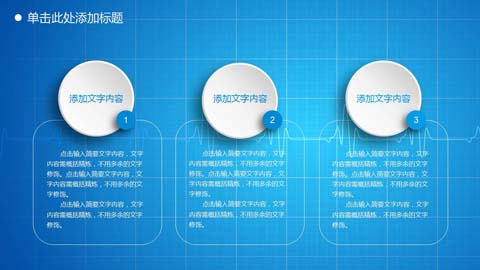 单击此处添加标题
添加文字内容
1
点击输入简要文字内容，文字
内容需概括精炼，不用多余的文字
修饰。点击输入简要文字内容，文
字内容需概括精炼，不用多余的文
字修饰。
点击输入简要文字内容，文字
内容需概括精炼，不用多余的文字
修饰。
添加文字内容
2
点击输入简要文字内容，文字
内容需概括精炼，不用多余的文字
修饰。点击输入简要文字内容，文
字内容需概括精炼，不用多余的文
字修饰。
点击输入简要文字内容，文字
内容需概括精炼，不用多余的文字
修饰。
添加文字内容
3
点击输入简要文字内容，文字
内容需概括精炼，不用多余的文字
修饰。点击输入简要文字内容，文
字内容需概括精炼，不用多余的文
字修饰。
点击输入简要文字内容，文字
内容需概括精炼，不用多余的文字
修饰。